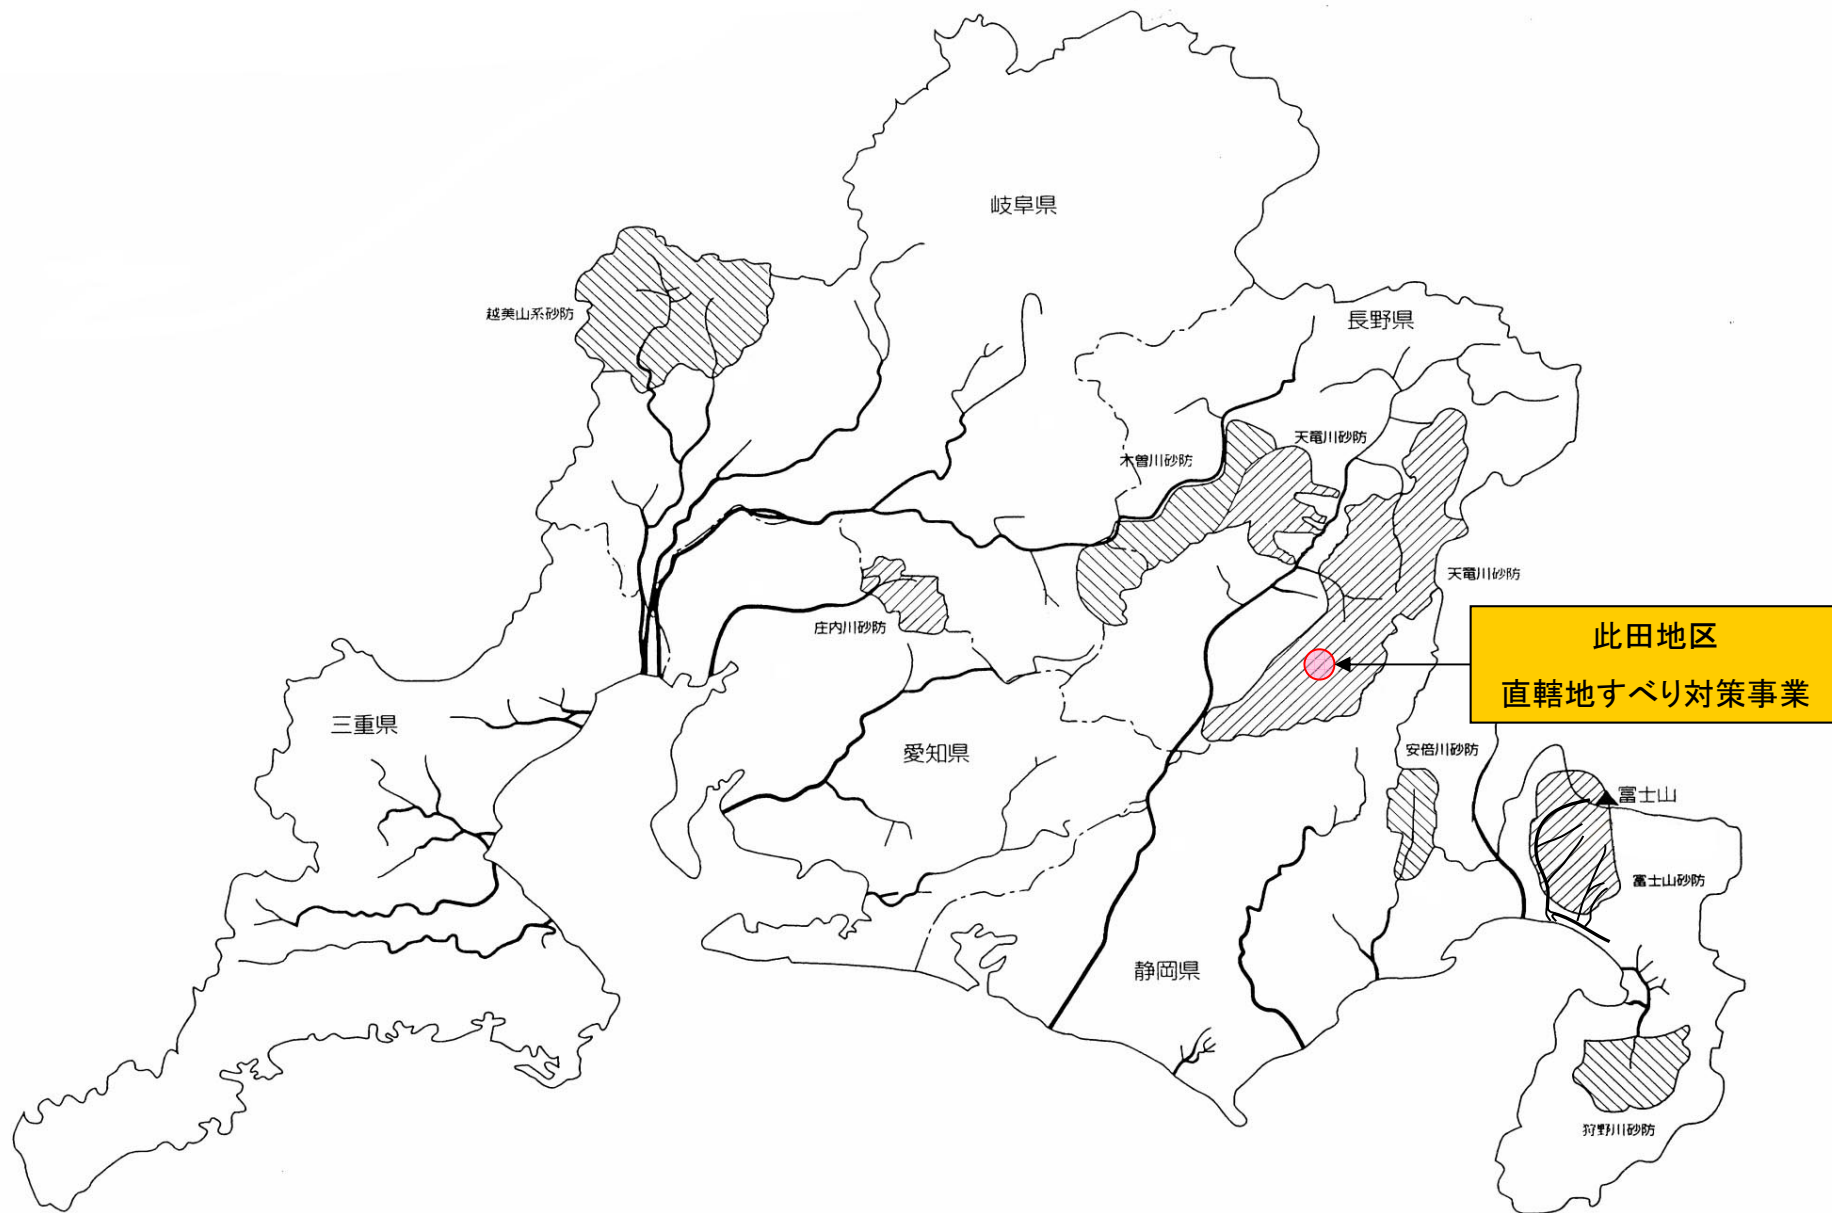 岐阜県
越美山系砂防
長野県
天竜川砂防
木曽川砂防
天竜川砂防
庄内川砂防
此田地区
直轄地すべり対策事業
三重県
愛知県
安倍川砂防
富士山
富士山砂防
静岡県
狩野川砂防